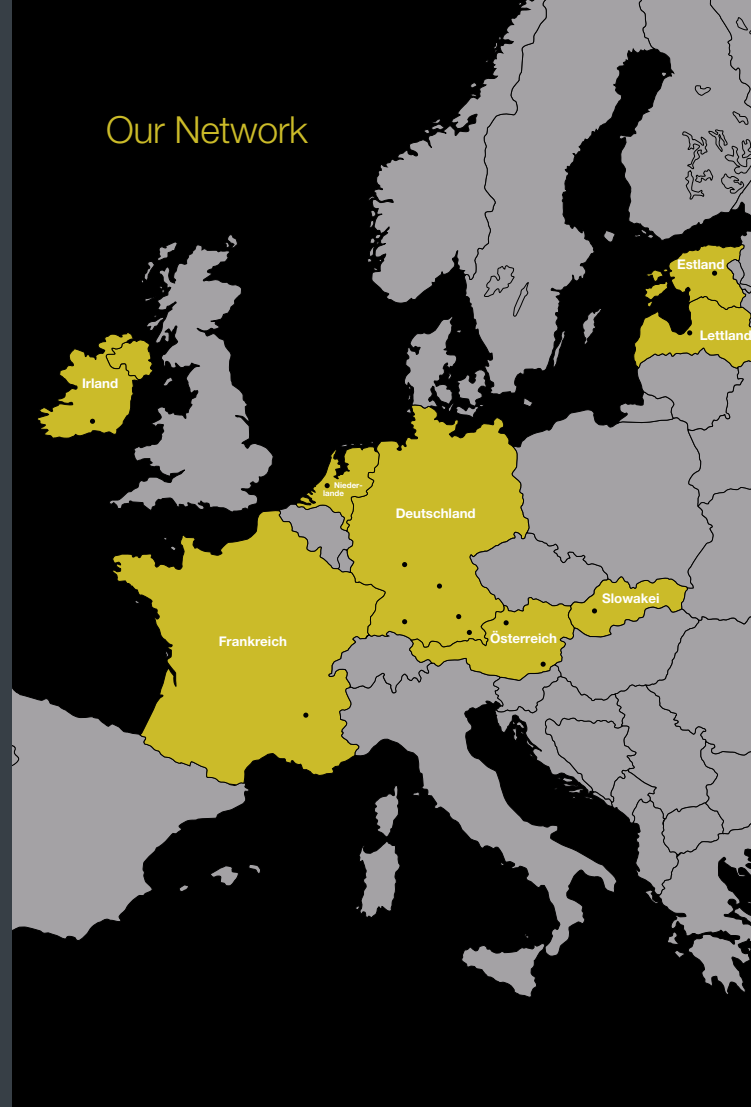 Our Network
Estland
Lettland
Irland
Nieder-
lande
Deutschland
Slowakei
Österreich
Frankreich